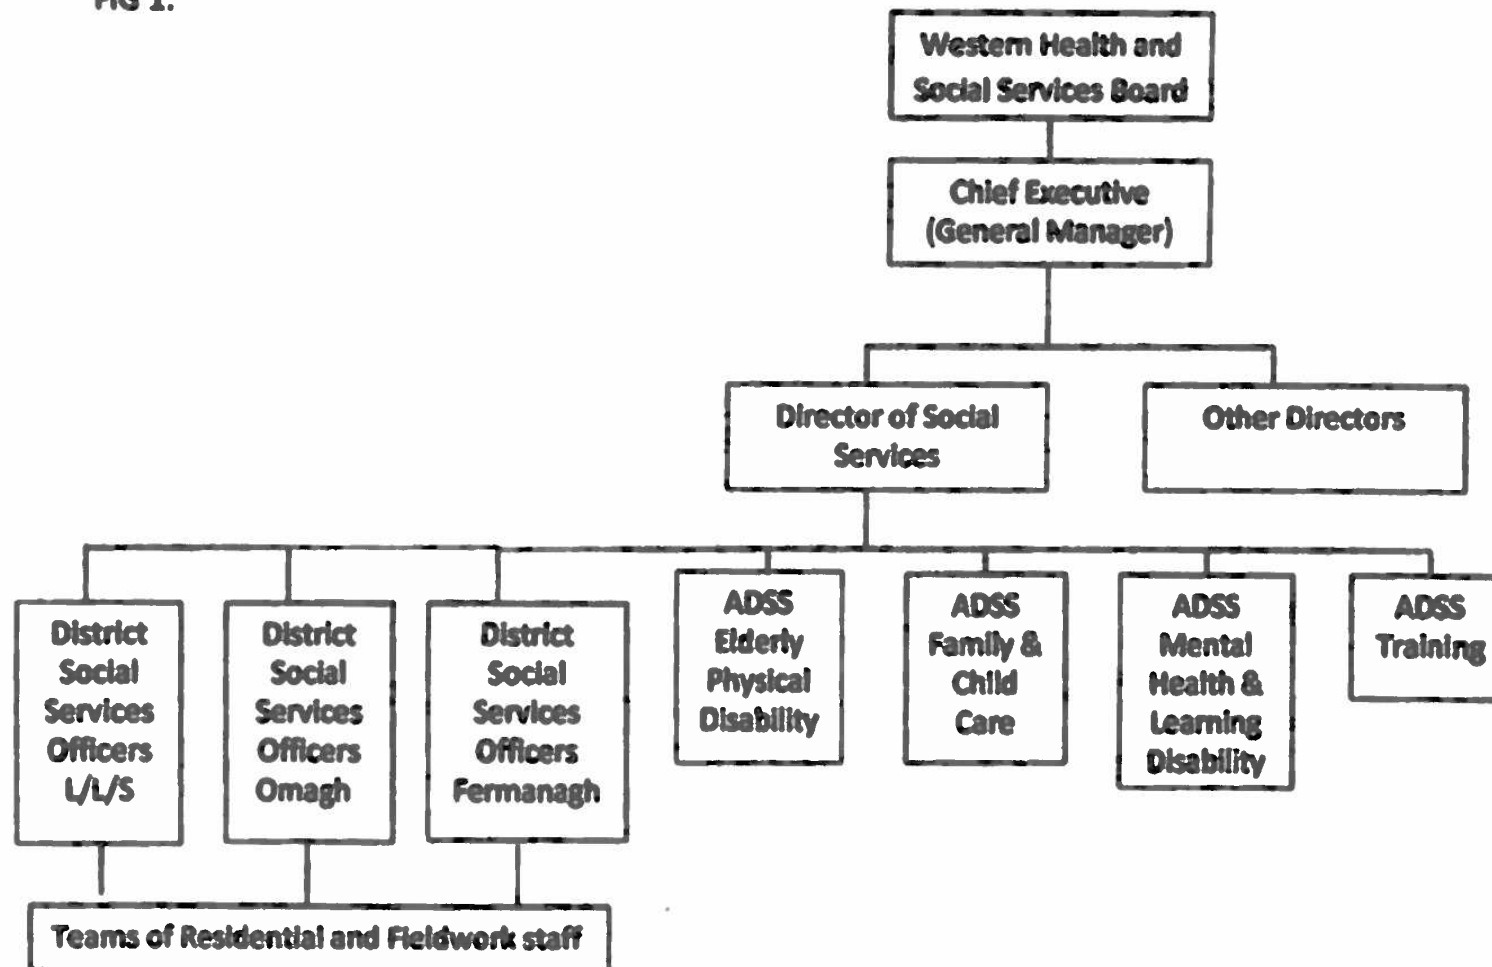 FIG 1.
Western Health and
Social Services Board
Chief Executive
(General Manager)
Director of Social
Services
Other Directors
District
Social
Services
Officers
L/L/S
District
Social
Services
Officers
Omagh
District
Social
Services
Officers
Fermanagh
ADSS
Elderly
Physical
Disability
ADSS
Family &
Child
Care
ADSS
Mental
Health &
Learning
Disability
ADSS
Training
Teams of Residential and Fieldwork staff